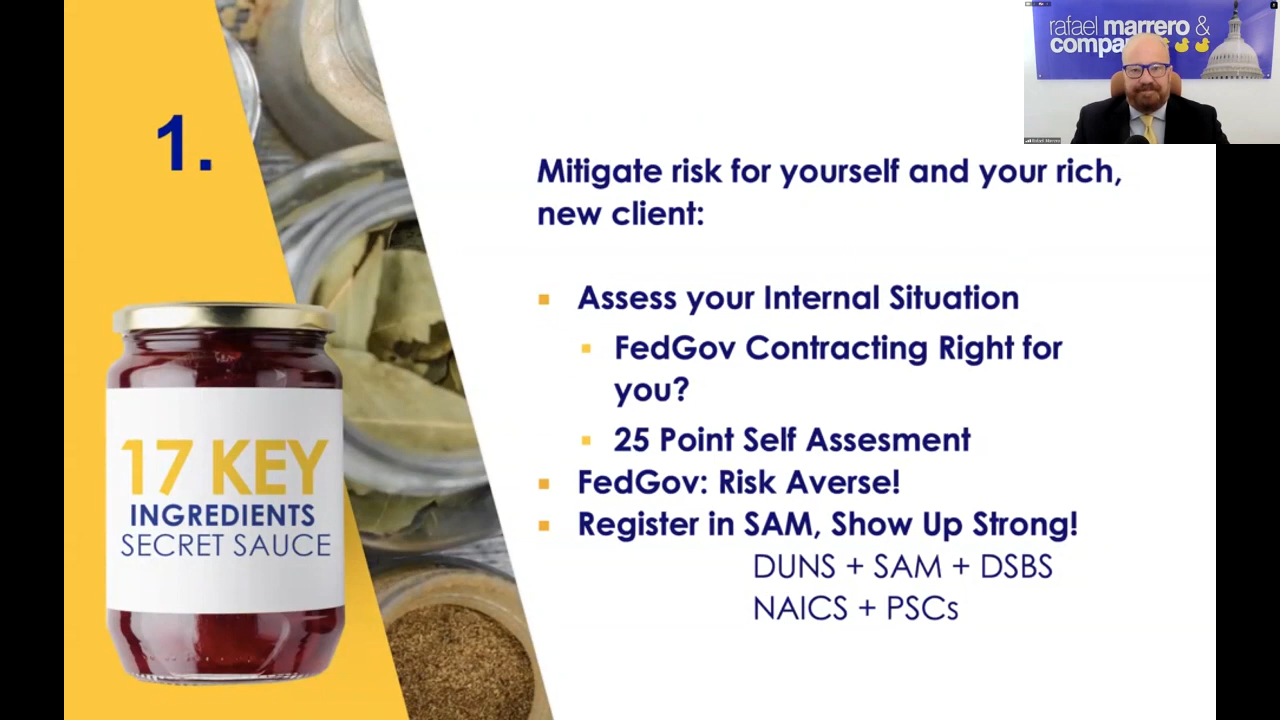 1.
17 KEY
INGREDIENTS
SECRET SAUCE
Mitigate risk for yourself and your rich,
new client:
Assess your Internal Situation
FedGov Contracting Right for
you?
25 Point Self Assesment
FedGov: Risk Averse!
Register in SAM, Show Up Strong!
DUNS + SAM + DSBS
NAICS + PSCs
rafael marrero &